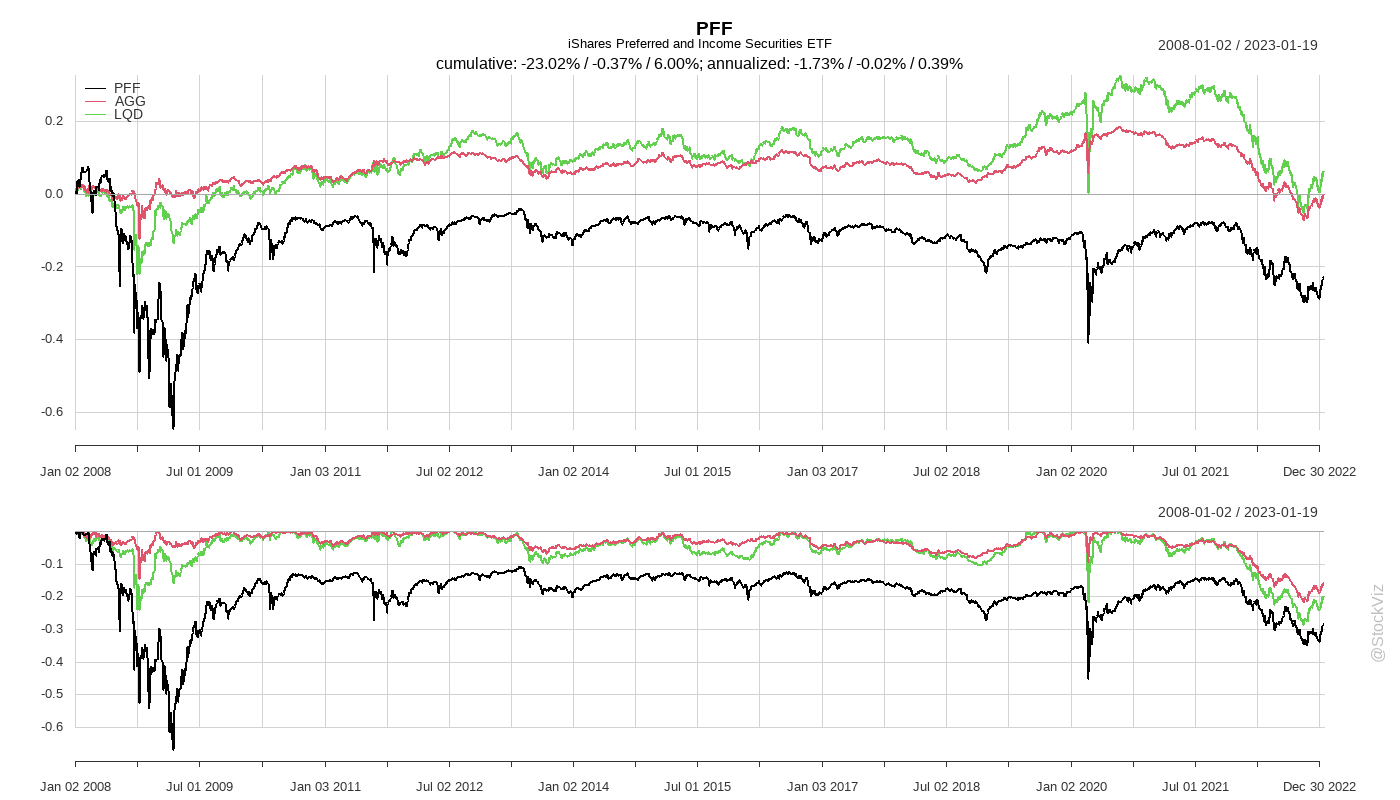 PFF
iShares Preferred and Income Securities ETF
2008-01-02 / 2023-01-19
cumulative: -23.02% / -0.37% / 6.00%; annualized: -1.73% / -0.02% / 0.39%
PFF
AGG
LQD
0.2
0.0
-0.2
-0.4
-0.6
Jan 02 2008 Jul 01 2009 Jan 03 2011 Jul 02 2012 Jan 02 2014 Jul 01 2015 Jan 03 2017 Jul 02 2018 Jan 02 2020 Jul 01 2021 Dec 30 2022
2008-01-02 / 2023-01-19
-0.1
-0.2
-0.3
-0.4
-0.5
-0.6
Jan 02 2008 Jul 01 2009 Jan 03 2011 Jul 02 2012 Jan 02 2014 Jul 01 2015 Jan 03 2017 Jul 02 2018 Jan 02 2020 Jul 01 2021 Dec 30 2022
@StockViz